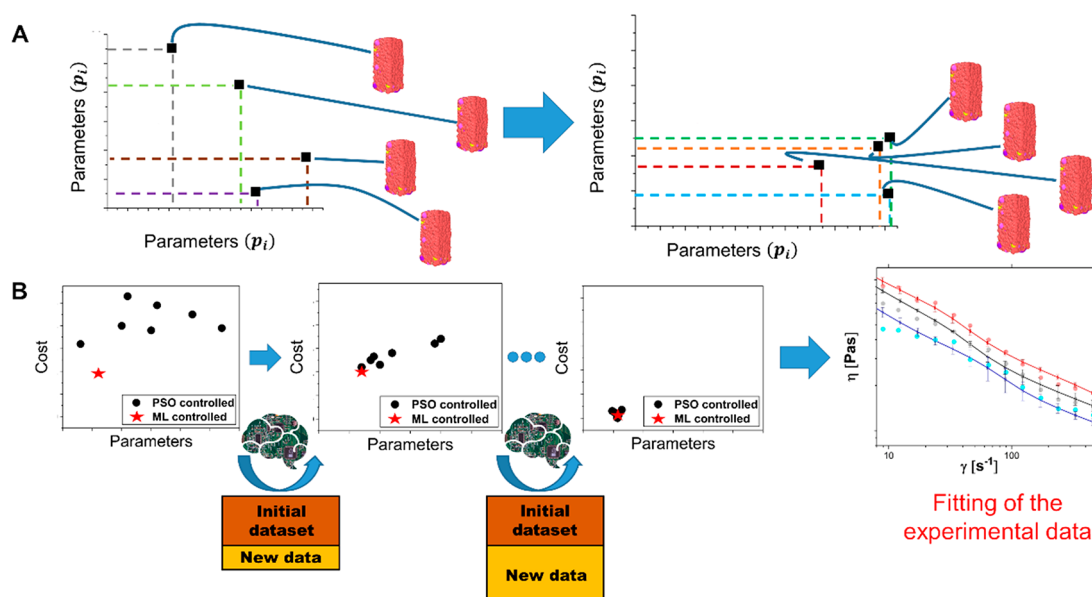 A
Parameters (pᵢ)
Parameters (pᵢ)
Parameters (pᵢ)
Parameters (pᵢ)
B
Cost
PSO controlled
ML controlled
Parameters
Cost
PSO controlled
ML controlled
Parameters
Cost
PSO controlled
ML controlled
Parameters
η [Pas]
10
100
γ [s⁻¹]
Initial
dataset
New data
Initial
dataset
New data
Fitting of the
experimental data